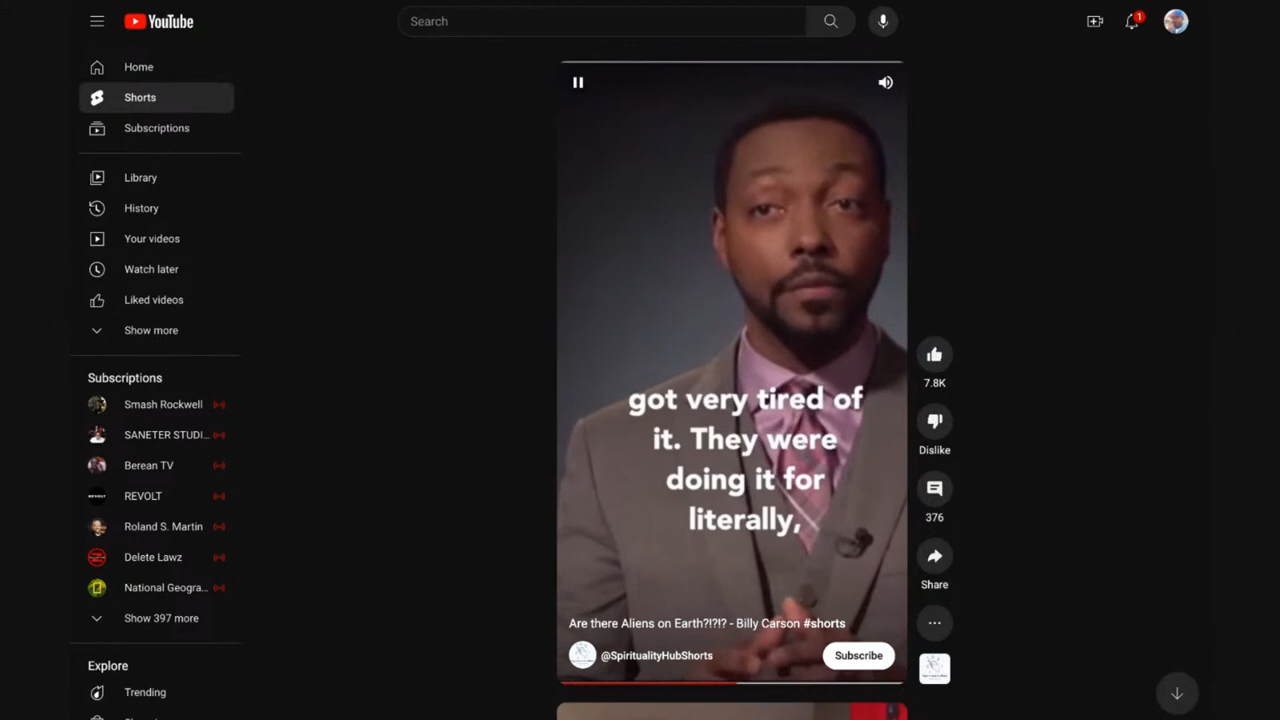 YouTube
Search
1
Home
Shorts
Subscriptions
Library
History
Your videos
Watch later
Liked videos
Show more
Subscriptions
Smash Rockwell
SANETER STUDI...
Berean TV
REVOLT
REVOLT
Roland S. Martin
Delete Lawz
National Geogra...
Show 397 more
Explore
Trending
got very tired of
it. They were
doing it for
literally,
Are there Aliens on Earth?!?!? - Billy Carson #shorts
@SpiritualityHubShorts
Subscribe
7.8K
Dislike
376
Share